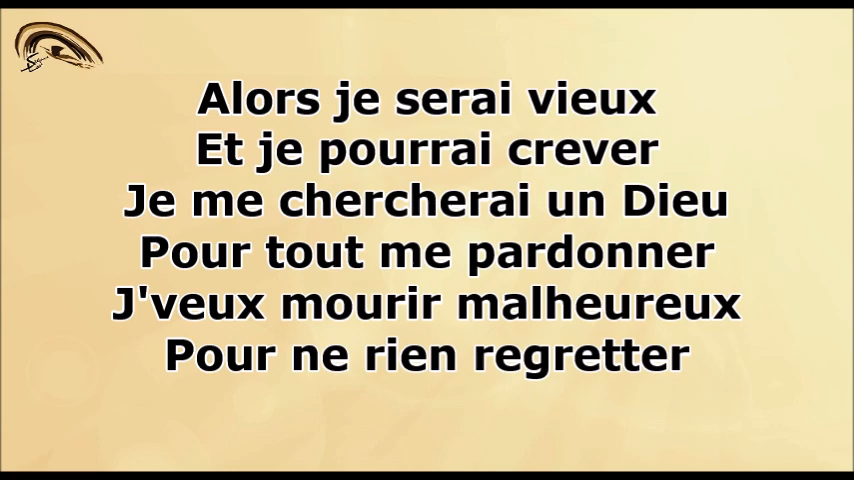 Alors je serai vieux
Et je pourrai crever
Je me chercherai un Dieu
Pour tout me pardonner
J'veux mourir malheureux
Pour ne rien regretter